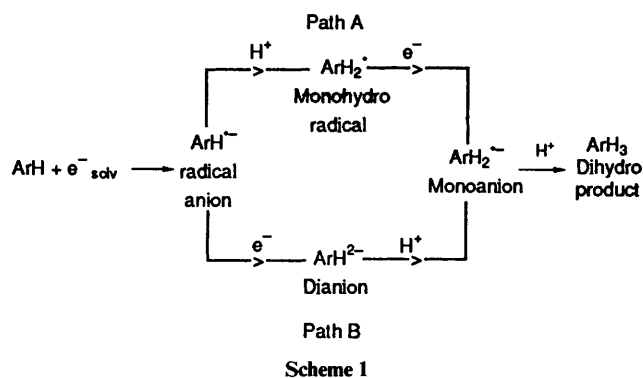 Path A
H⁺ ArH₂˙ e⁻
Monohydro
radical
ArH˙⁻
ArH + e⁻ solv → radical
anion
ArH₂˙⁻
Monoanion
H⁺
ArH₃
Dihydro
product
e⁻ ArH²⁻ H⁺
Dianion
Path B
Scheme 1